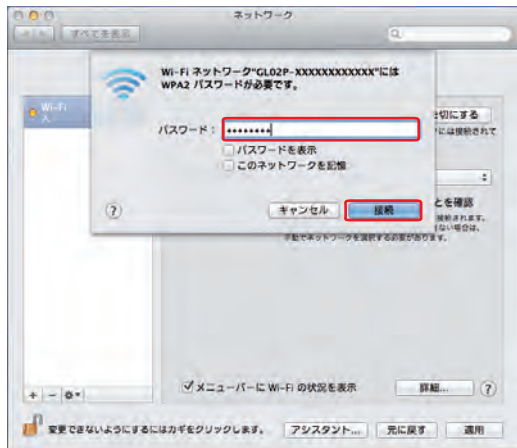 ネットワーク
すべてを表示
Wi-Fi ネットワーク"GL02P-XXXXXXXXXXXX"には
WPA2 パスワードが必要です。
Wi-Fi
入
切にする
には接続されて
パスワード：
パスワードを表示
このネットワークを記憶
とを確認
接続されます。
ない場合は、
手動でネットワークを選択する必要があります。
? キャンセル 接続
メニューバーに Wi-Fi の状況を表示
詳細... ?
変更できないようにするにはカギをクリックします。
アシスタント... 元に戻す 適用